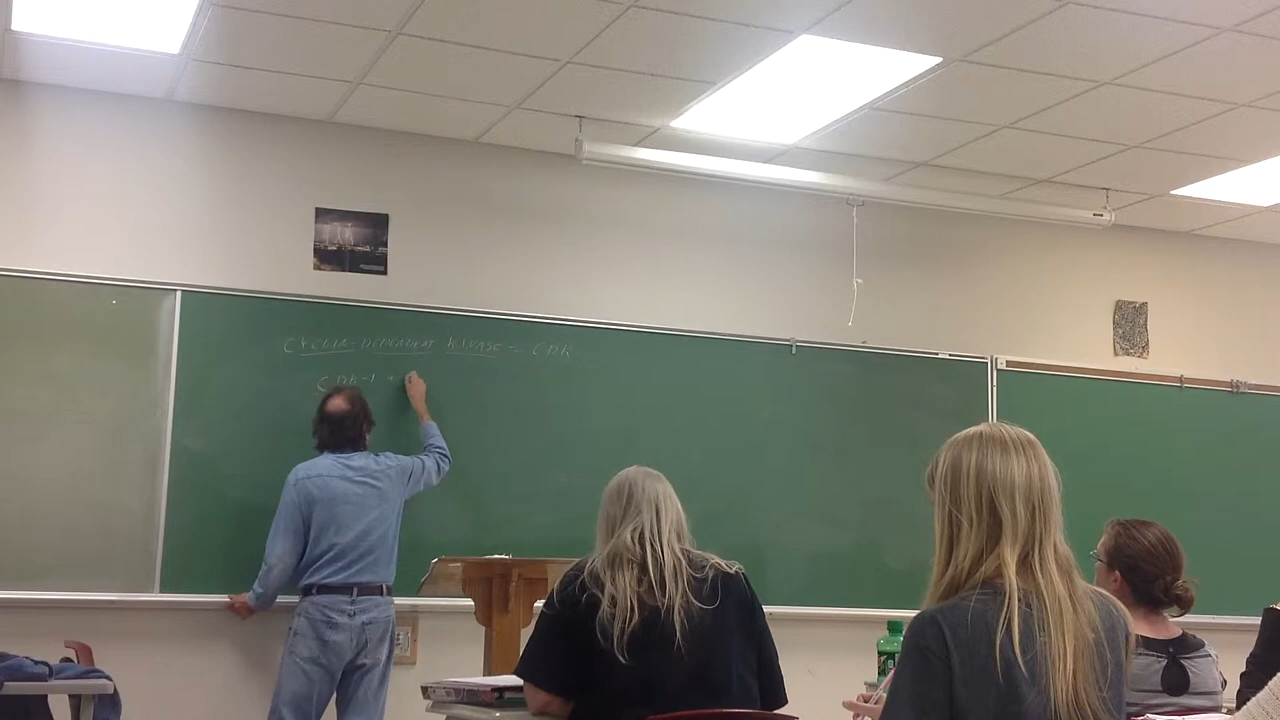 CYCLIN-DEPENDENT KINASE = CDK
CDK-1 +